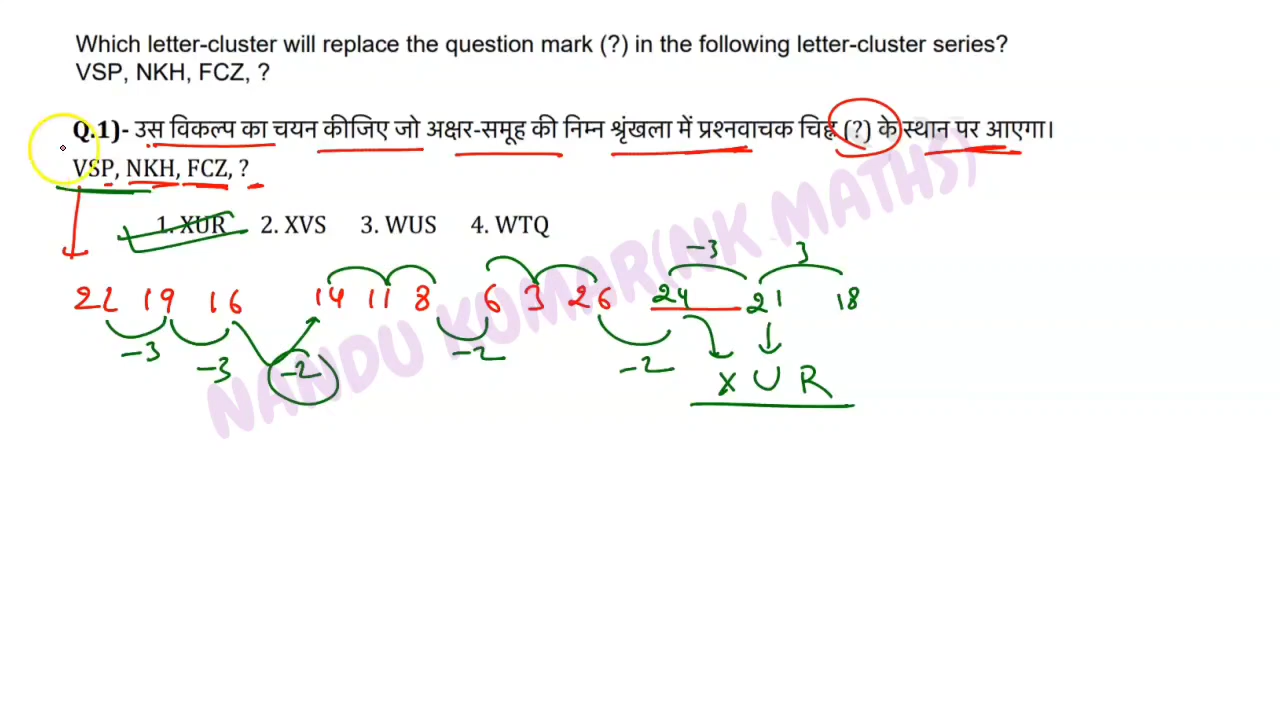 Which letter-cluster will replace the question mark (?) in the following letter-cluster series?
VSP, NKH, FCZ, ?
Q.1)- उस विकल्प का चयन कीजिए जो अक्षर-समूह की निम्न श्रृंखला में प्रश्नवाचक चिह्न (?) के स्थान पर आएगा।
VSP, NKH, FCZ, ?
1. XUR 2. XVS 3. WUS 4. WTQ
-3 3
22 19 16 14 11 8 6 3 26 24 21 18
-3 -3 -2 -2 -2
X U R
NANDU KUMAR(NK MATHS)